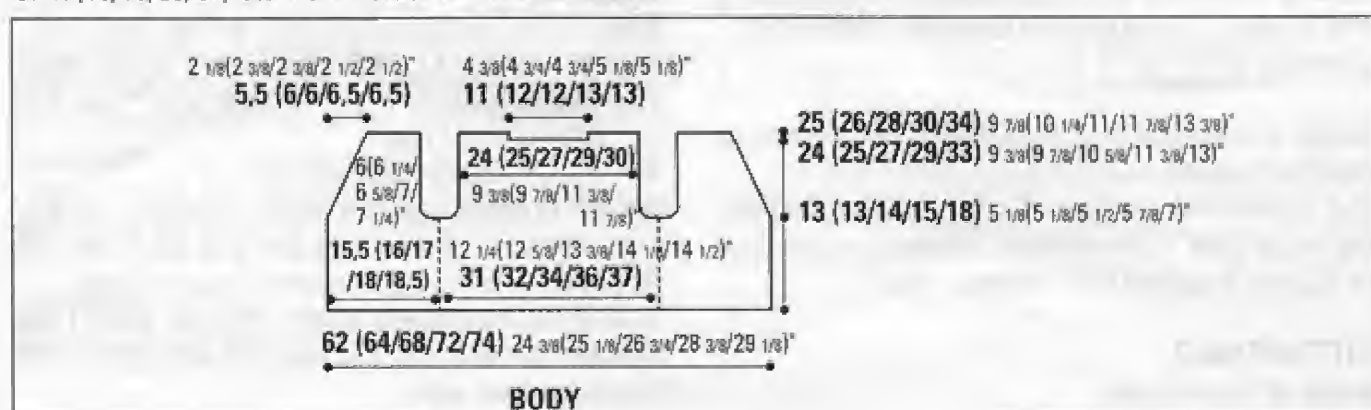 2 1/8(2 3/8/2 3/8/2 1/2/2 1/2)"
5,5 (6/6/6,5/6,5)
4 3/8(4 3/4/4 3/4/5 1/8/5 1/8)"
11 (12/12/13/13)
25 (26/28/30/34) 9 7/8(10 1/4/11/11 7/8/13 3/8)"
24 (25/27/29/33) 9 3/8(9 7/8/10 5/8/11 3/8/13)"
6(6 1/4/
6 5/8/7/
7 1/4)"
24 (25/27/29/30)
9 3/8(9 7/8/11 3/8/
11 7/8)"
13 (13/14/15/18) 5 1/8(5 1/8/5 1/2/5 7/8/7)"
15,5 (16/17
/18/18,5)
12 1/4(12 5/8/13 3/8/14 1/8/14 1/2)"
31 (32/34/36/37)
62 (64/68/72/74) 24 3/8(25 1/8/26 3/4/28 3/8/29 1/8)"
BODY